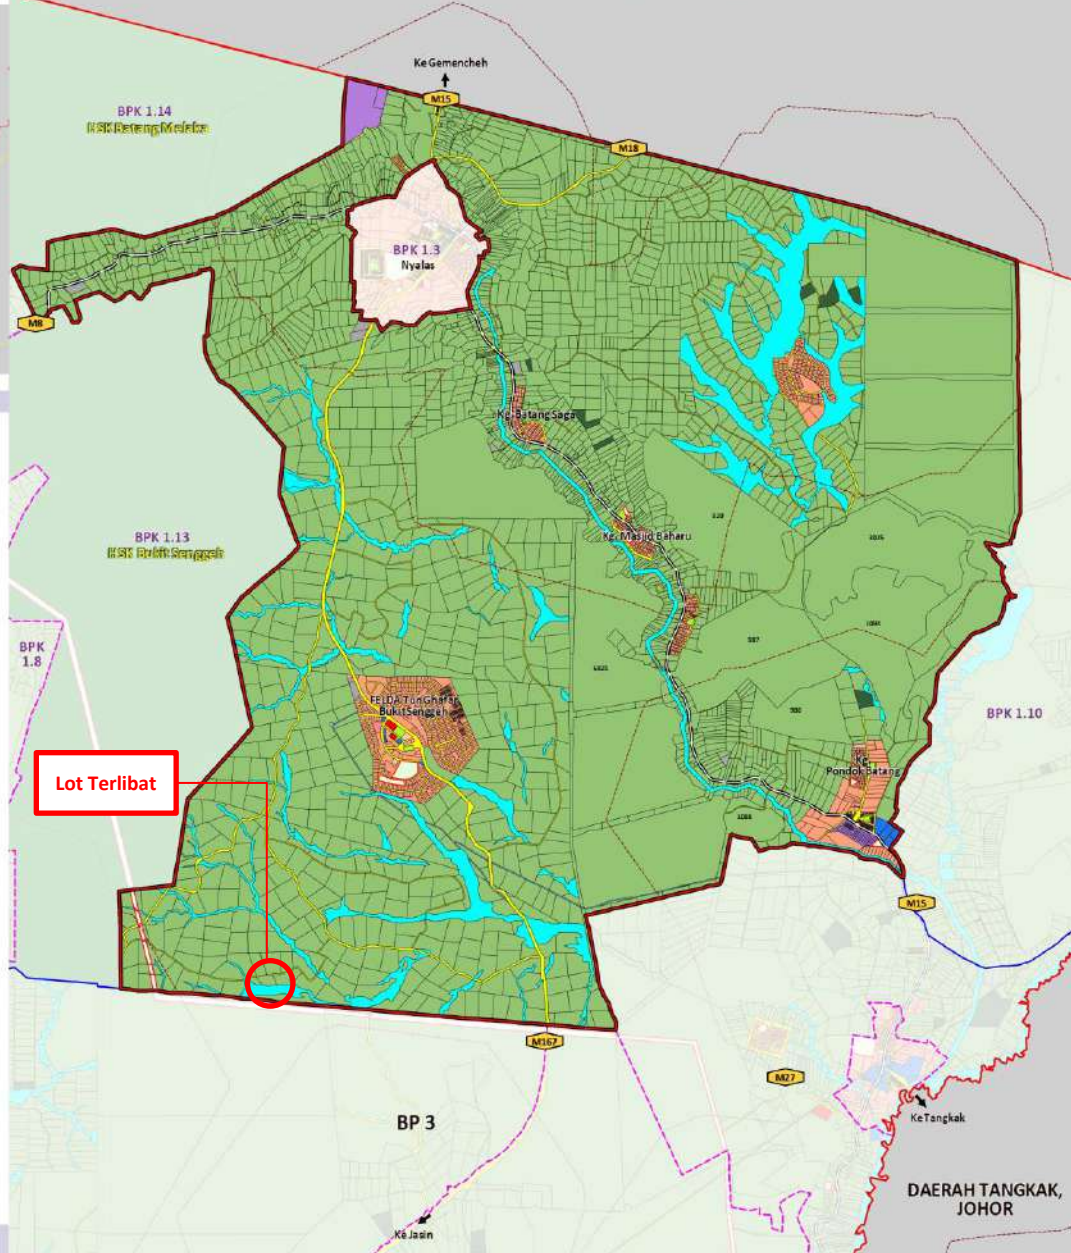 Ke Gemencheh
M15
BPK 1.14
HSK Batang Melaka
M18
BPK 1.3
Nyalas
M8
Kg. Batang Saga
BPK 1.13
HSK Bukit Senggeh
Kg. Masjid Baharu
BPK
1.8
FELDA Tun Ghafar
Bukit Senggeh
BPK 1.10
Kg.
Pondok Batang
Lot Terlibat
M15
M167
M27
BP 3
Ke Tangkak
DAERAH TANGKAK,
JOHOR
Ke Jasin